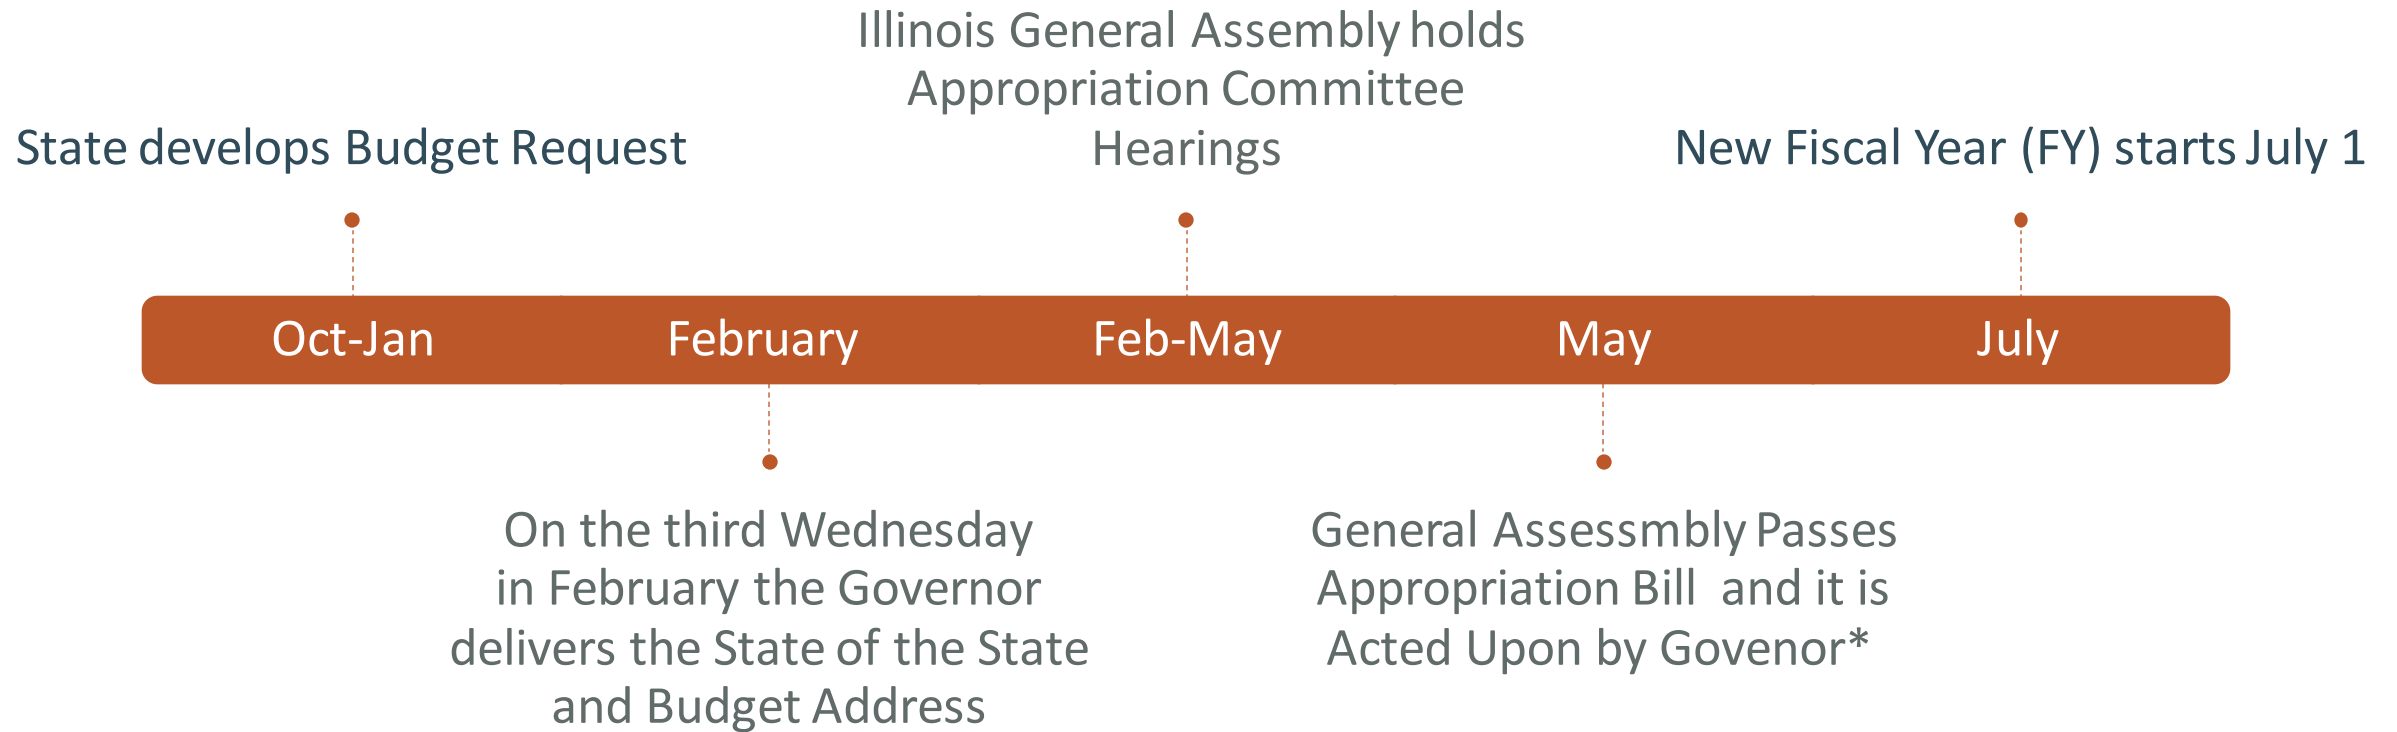 Illinois General Assembly holds
Appropriation Committee
Hearings
State develops Budget Request
New Fiscal Year (FY) starts July 1
Oct-Jan
February
Feb-May
May
July
On the third Wednesday
in February the Governor
delivers the State of the State
and Budget Address
General Assessmbly Passes
Appropriation Bill  and it is
Acted Upon by Govenor*